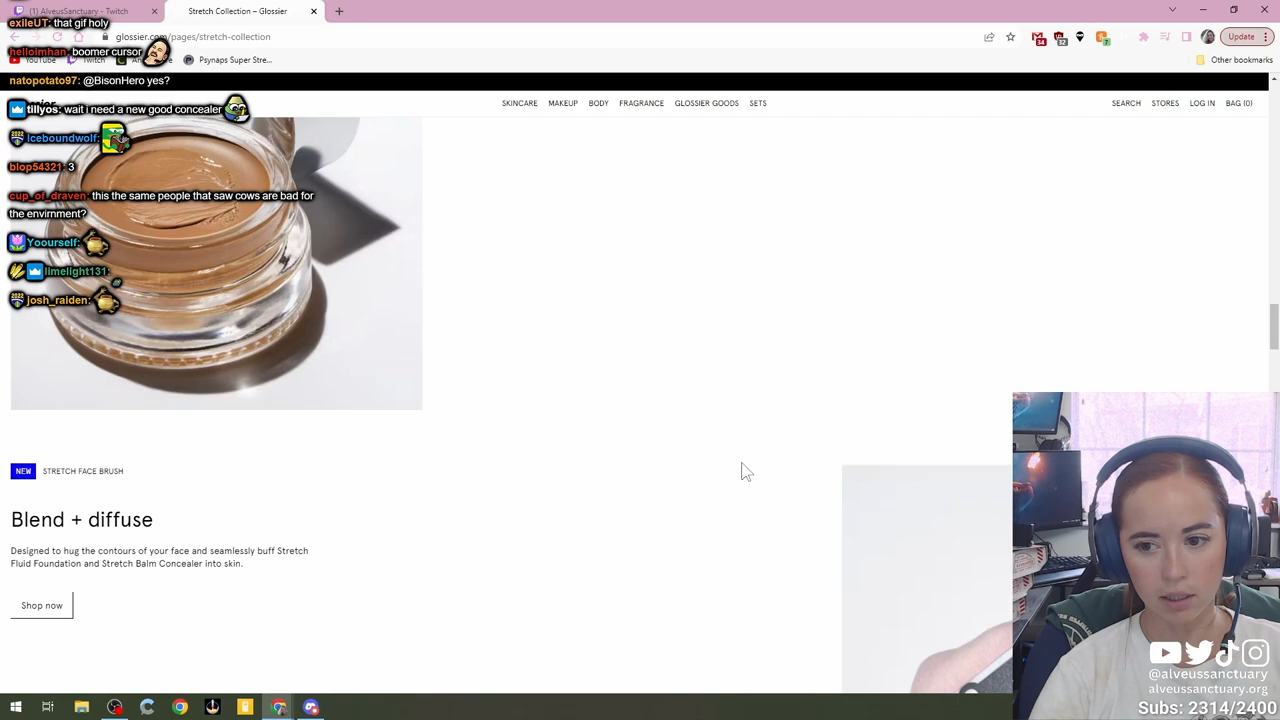 (1) AlveusSanctuary - Twitch
Stretch Collection – Glossier
glossier.com/pages/stretch-collection
Update
YouTube
Twitch
Psynaps Super Stre...
Other bookmarks
exileUT: that gif holy
helloimhan: boomer cursor
natopotato97: @BisonHero yes?
tillyos: wait i need a new good concealer
Iceboundwolf:
blop54321: 3
cup_of_draven: this the same people that saw cows are bad for
the envirnment?
Yoourself:
limelight131:
josh_raiden:
SKINCARE MAKEUP BODY FRAGRANCE GLOSSIER GOODS SETS
SEARCH STORES LOG IN BAG (0)
NEW STRETCH FACE BRUSH
Blend + diffuse
Designed to hug the contours of your face and seamlessly buff Stretch
Fluid Foundation and Stretch Balm Concealer into skin.
Shop now
@alveussanctuary
alveussanctuary.org
Subs: 2314/2400